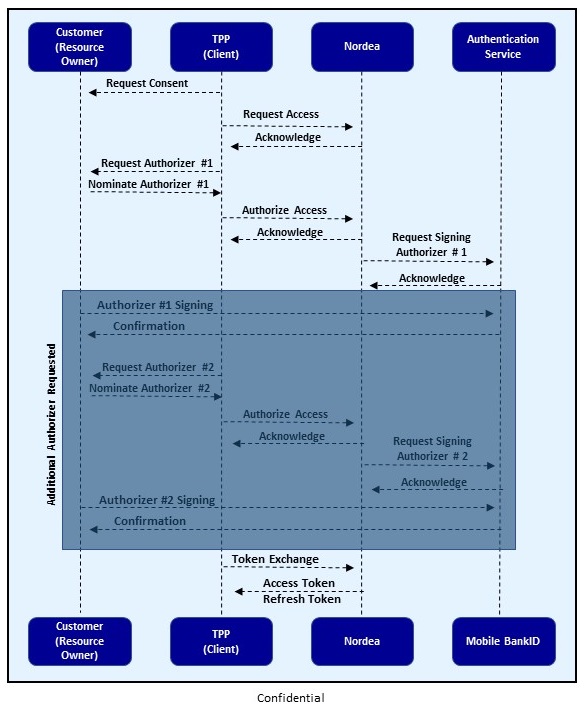 Customer
(Resource
Owner)
TPP
(Client)
Nordea
Authentication
Service
Request Consent
Request Access
Acknowledge
Request Authorizer #1
Nominate Authorizer #1
Authorize Access
Acknowledge
Request Signing
Authorizer # 1
Acknowledge
Additional Authorizer Requested
Authorizer #1 Signing
Confirmation
Request Authorizer #2
Nominate Authorizer #2
Authorize Access
Acknowledge
Request Signing
Authorizer # 2
Acknowledge
Authorizer #2 Signing
Confirmation
Token Exchange
Access Token
Refresh Token
Customer
(Resource
Owner)
TPP
(Client)
Nordea
Mobile BankID
Confidential